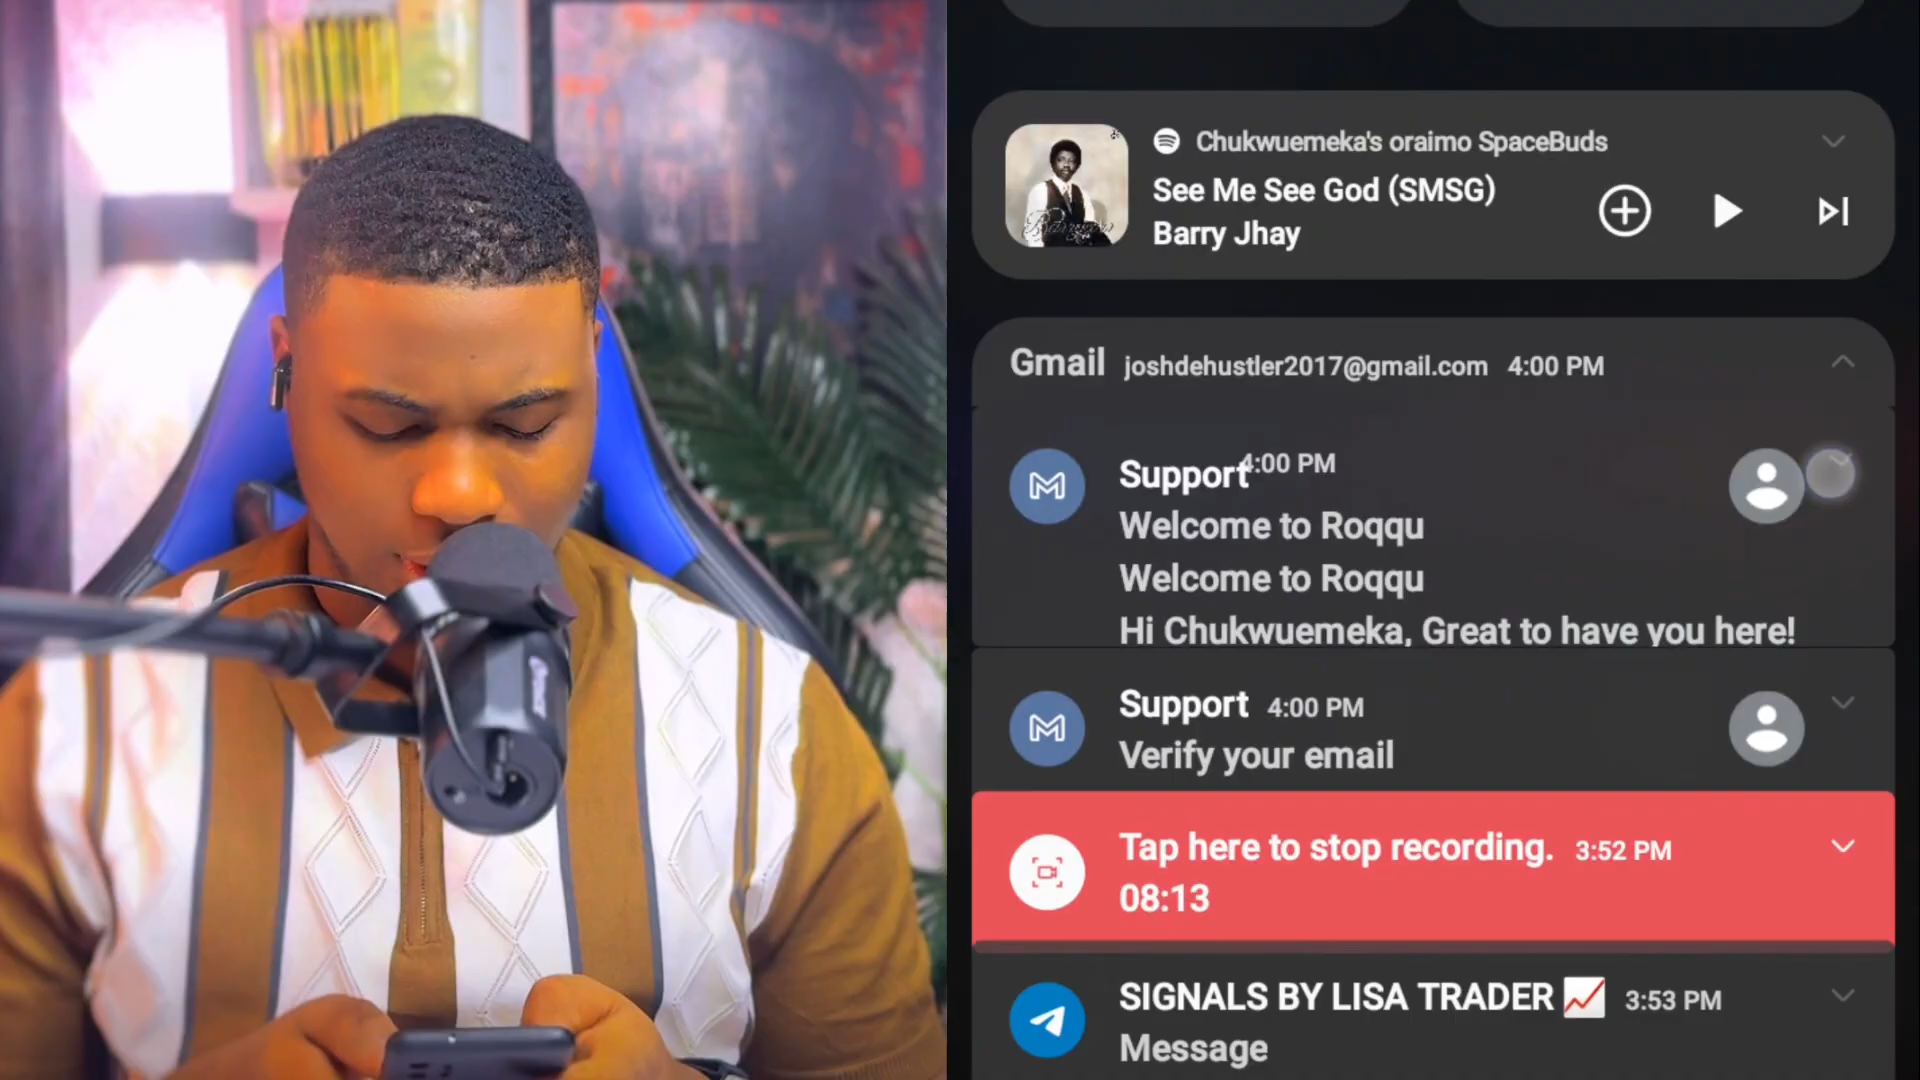 Chukwuemeka's oraimo SpaceBuds
See Me See God (SMSG)
Barry Jhay
Gmail joshdehustler2017@gmail.com 4:00 PM
Support 4:00 PM
Welcome to Roqqu
Welcome to Roqqu
Hi Chukwuemeka, Great to have you here!
Support 4:00 PM
Verify your email
Tap here to stop recording. 3:52 PM
08:13
SIGNALS BY LISA TRADER 📈 3:53 PM
Message